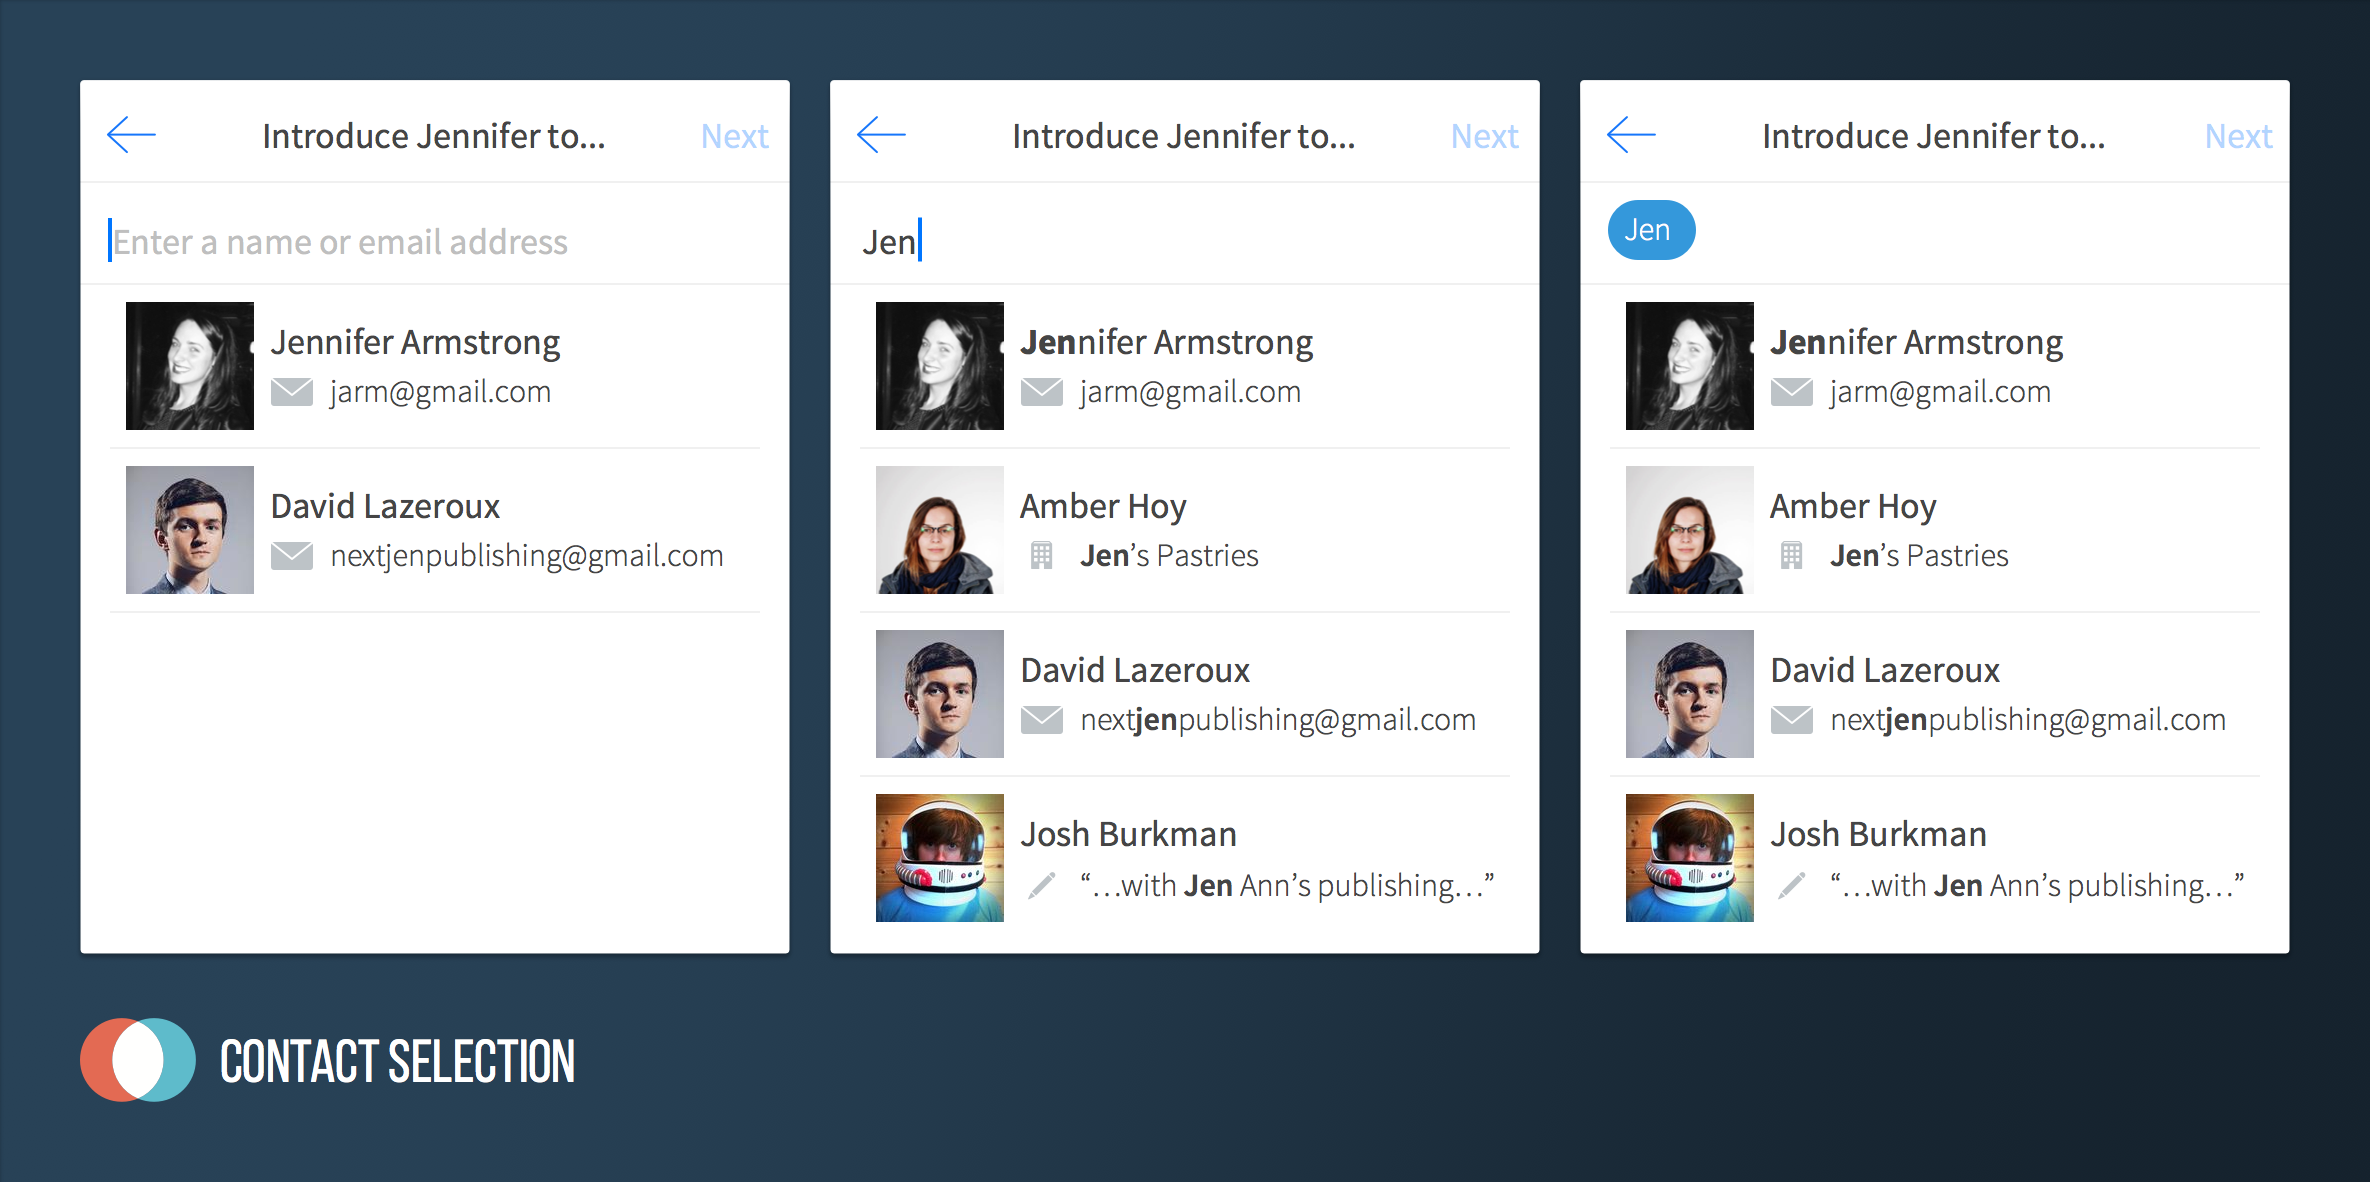 Introduce Jennifer to...
Next
Enter a name or email address
Jennifer Armstrong
jarm@gmail.com
David Lazeroux
nextjenpublishing@gmail.com
Introduce Jennifer to...
Next
Jen
Jennifer Armstrong
jarm@gmail.com
Amber Hoy
Jen’s Pastries
David Lazeroux
nextjenpublishing@gmail.com
Josh Burkman
“…with Jen Ann’s publishing…”
Introduce Jennifer to...
Next
Jen
Jennifer Armstrong
jarm@gmail.com
Amber Hoy
Jen’s Pastries
David Lazeroux
nextjenpublishing@gmail.com
Josh Burkman
“…with Jen Ann’s publishing…”
CONTACT SELECTION